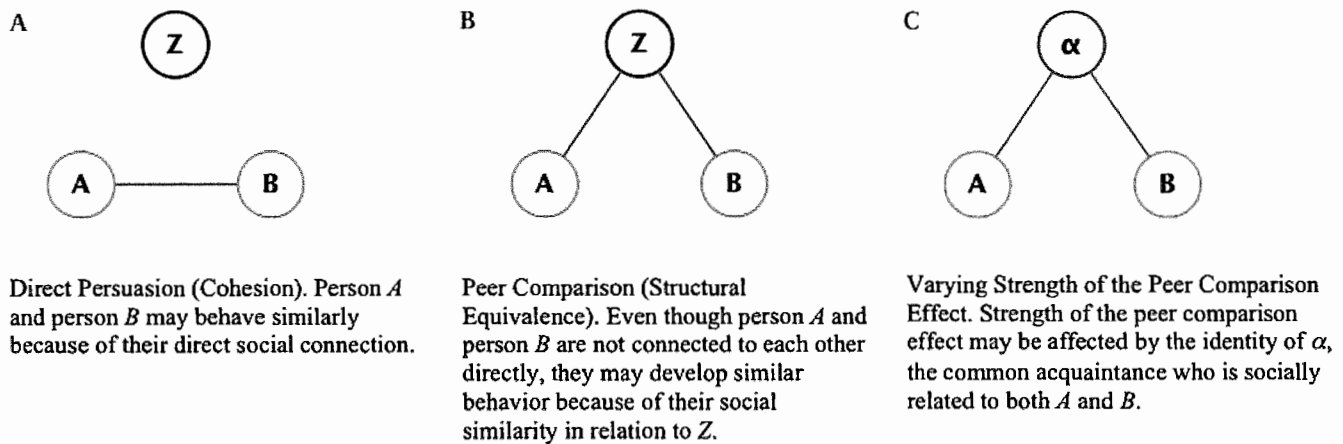 A
Z
A
B
Direct Persuasion (Cohesion). Person A
and person B may behave similarly
because of their direct social connection.
B
Z
A
B
Peer Comparison (Structural
Equivalence). Even though person A and
person B are not connected to each other
directly, they may develop similar
behavior because of their social
similarity in relation to Z.
C
α
A
B
Varying Strength of the Peer Comparison
Effect. Strength of the peer comparison
effect may be affected by the identity of α,
the common acquaintance who is socially
related to both A and B.